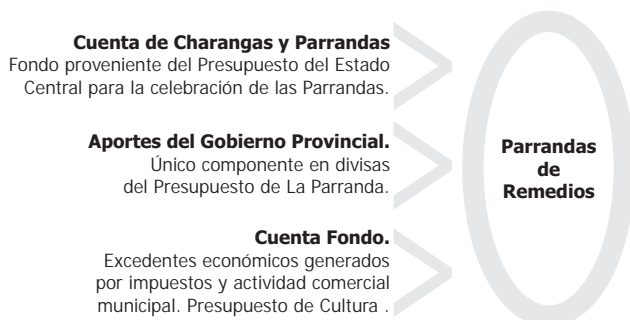 Cuenta de Charangas y Parrandas
Fondo proveniente del Presupuesto del Estado
Central para la celebración de las Parrandas.
Aportes del Gobierno Provincial.
Único componente en divisas
del Presupuesto de La Parranda.
Cuenta Fondo.
Excedentes económicos generados
por impuestos y actividad comercial
municipal. Presupuesto de Cultura .
Parrandas
de
Remedios